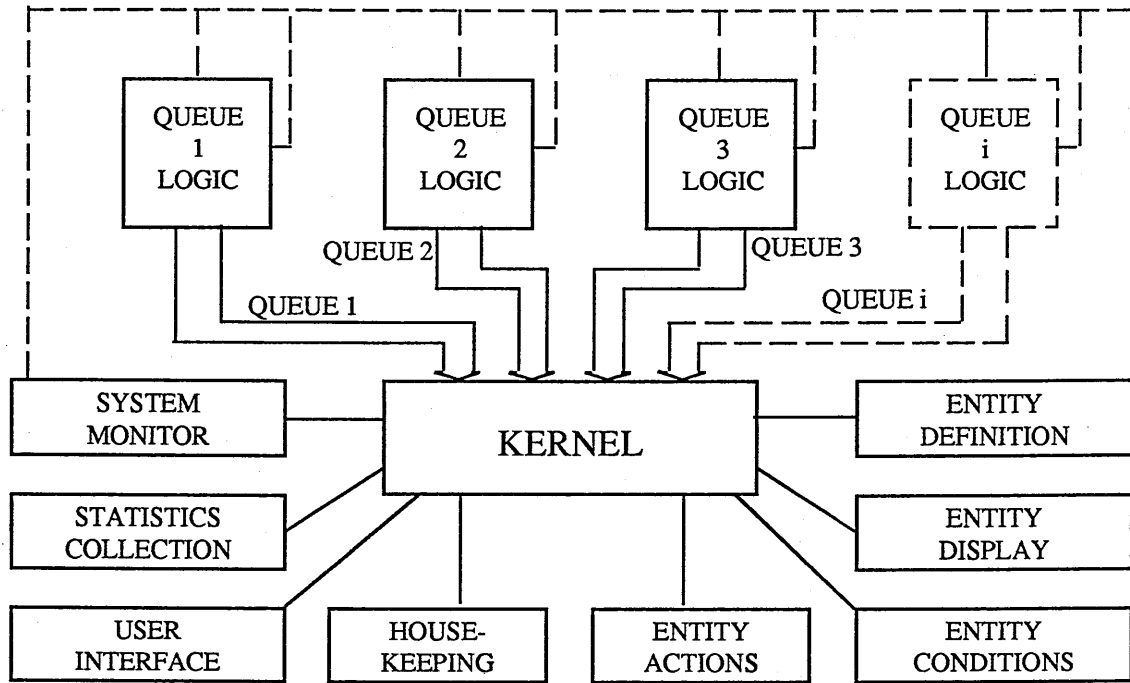 QUEUE
1
LOGIC
QUEUE
2
LOGIC
QUEUE
3
LOGIC
QUEUE
i
LOGIC
QUEUE 2
QUEUE 3
QUEUE 1
QUEUE i
SYSTEM
MONITOR
KERNEL
ENTITY
DEFINITION
STATISTICS
COLLECTION
ENTITY
DISPLAY
USER
INTERFACE
HOUSE-
KEEPING
ENTITY
ACTIONS
ENTITY
CONDITIONS